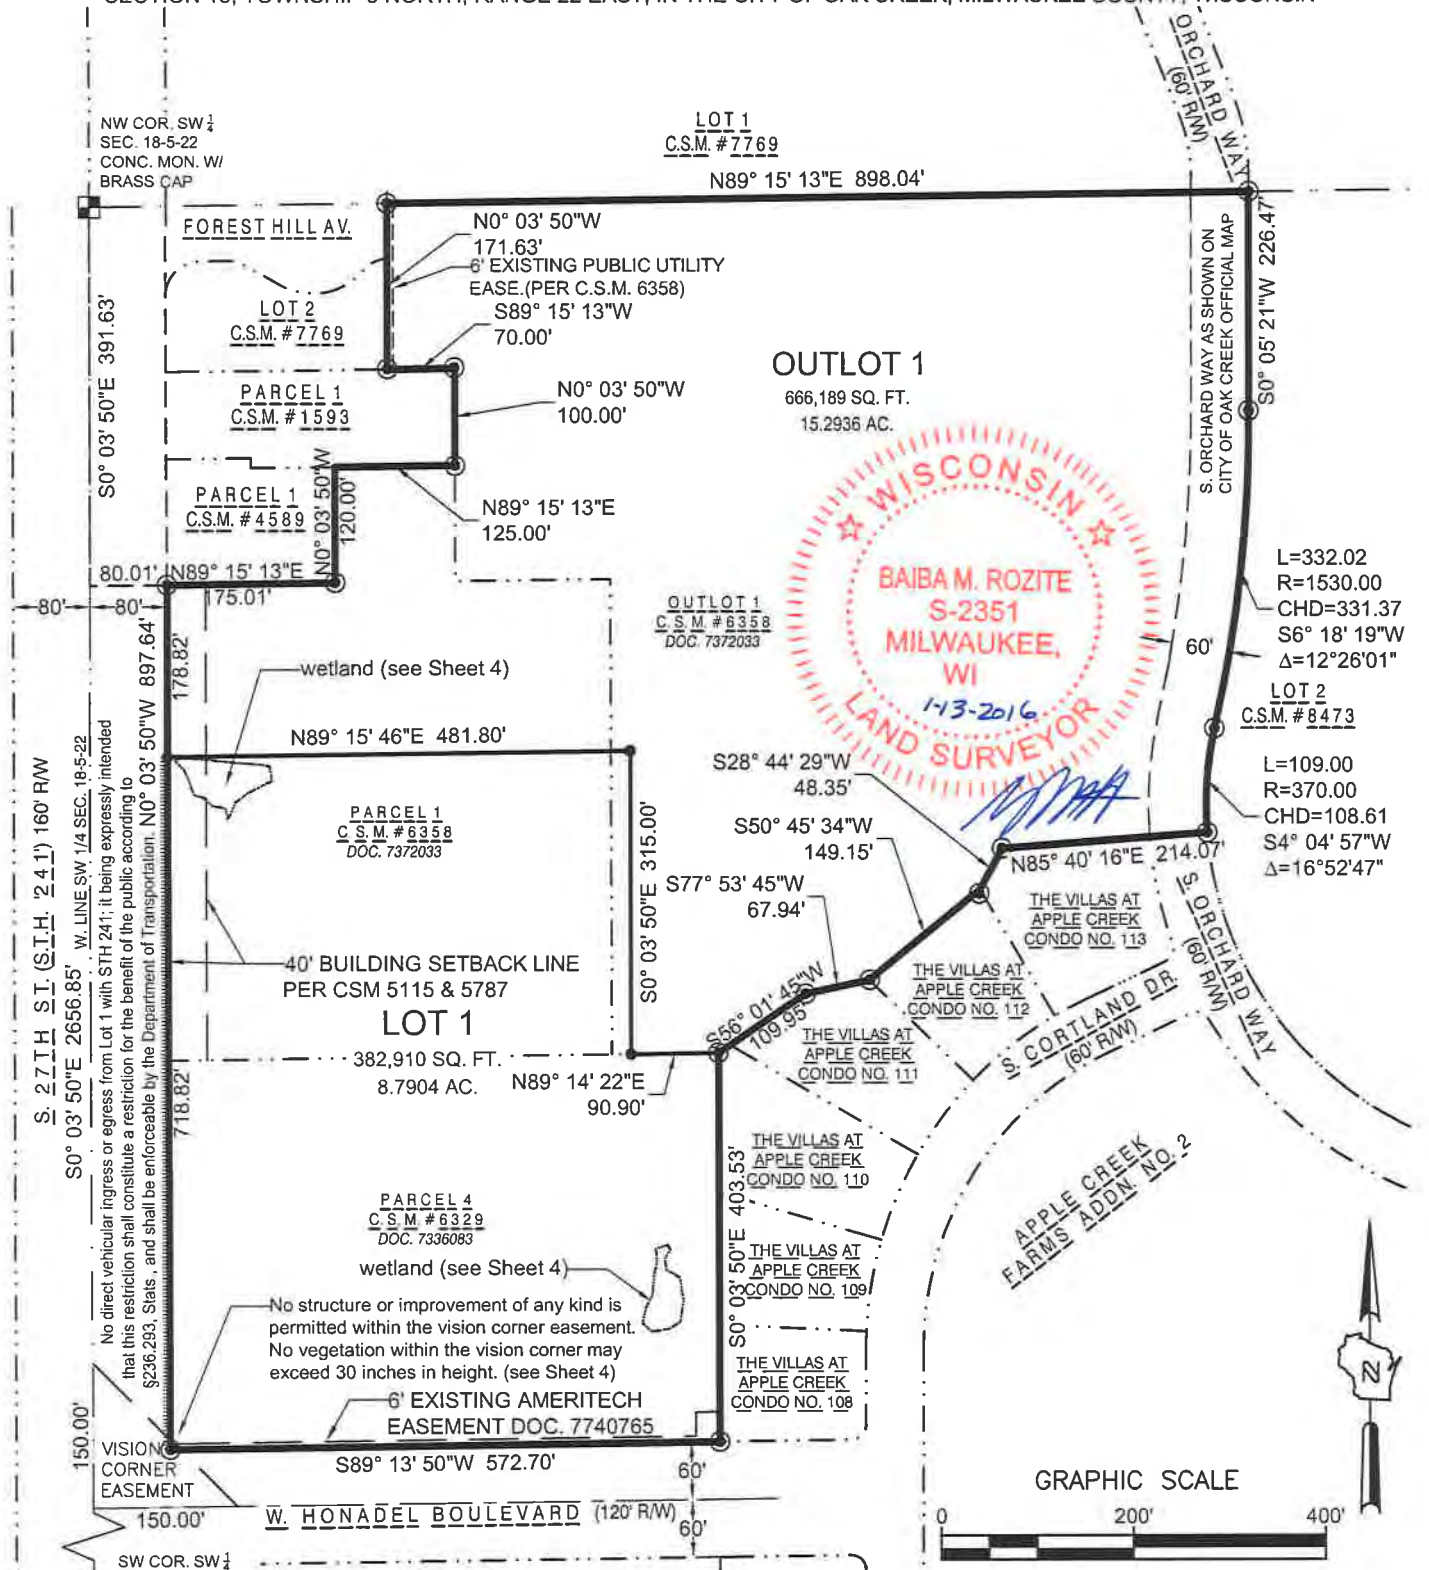 SECTION 18, TOWNSHIP 5 NORTH, RANGE 22 EAST, IN THE CITY OF OAK CREEK, MILWAUKEE COUNTY, WISCONSIN
S. ORCHARD WAY
(60' R/W)
NW COR. SW 1/4
SEC. 18-5-22
CONC. MON. W/
BRASS CAP
LOT 1
C.S.M. #7769
N89° 15' 13"E 898.04'
FOREST HILL AV.
N0° 03' 50"W
171.63'
6' EXISTING PUBLIC UTILITY
EASE.(PER C.S.M. 6358)
S89° 15' 13"W
70.00'
LOT 2
C.S.M. #7769
S0° 03' 50"E 391.63'
PARCEL 1
C.S.M. #1593
N0° 03' 50"W
100.00'
OUTLOT 1
666,189 SQ. FT.
15.2936 AC.
S. ORCHARD WAY AS SHOWN ON
CITY OF OAK CREEK OFFICIAL MAP
S0° 05' 21"W 226.47'
PARCEL 1
C.S.M. #4589
N0° 03' 50"W
120.00'
N89° 15' 13"E
125.00'
WISCONSIN
BAIBA M. ROZITE
S-2351
MILWAUKEE,
WI
1-13-2016
LAND SURVEYOR
80.01'
N89° 15' 13"E
175.01'
80'
80'
OUTLOT 1
C.S.M. #6358
DOC. 7372033
60'
L=332.02
R=1530.00
CHD=331.37
S6° 18' 19"W
Δ=12°26'01"
LOT 2
C.S.M. #8473
L=109.00
R=370.00
CHD=108.61
S4° 04' 57"W
Δ=16°52'47"
N0° 03' 50"W 897.64'
178.82'
wetland (see Sheet 4)
N89° 15' 46"E 481.80'
S28° 44' 29"W
48.35'
S50° 45' 34"W
149.15'
S77° 53' 45"W
67.94'
N85° 40' 16"E 214.07'
PARCEL 1
C.S.M. #6358
DOC. 7372033
S0° 03' 50"E 315.00'
THE VILLAS AT
APPLE CREEK
CONDO NO. 113
S. ORCHARD WAY
(60' R/W)
S. 27TH ST. (S.T.H. "241") 160' R/W
S0° 03' 50"E 2656.85'
W. LINE SW 1/4 SEC. 18-5-22
No direct vehicular ingress or egress from Lot 1 with STH 241; it being expressly intended
that this restriction shall constitute a restriction for the benefit of the public according to
§236.293, Stats., and shall be enforceable by the Department of Transportation.
40' BUILDING SETBACK LINE
PER CSM 5115 & 5787
LOT 1
382,910 SQ. FT.
8.7904 AC.
718.82'
N89° 14' 22"E
90.90'
S56° 01' 45"W
109.95'
THE VILLAS AT
APPLE CREEK
CONDO NO. 112
THE VILLAS AT
APPLE CREEK
CONDO NO. 111
S. CORTLAND DR.
(60' R/W)
THE VILLAS AT
APPLE CREEK
CONDO NO. 110
APPLE CREEK
FARMS ADDN. NO. 2
PARCEL 4
C.S.M. #6329
DOC. 7336083
S0° 03' 50"E 403.53'
wetland (see Sheet 4)
THE VILLAS AT
APPLE CREEK
CONDO NO. 109
No structure or improvement of any kind is
permitted within the vision corner easement.
No vegetation within the vision corner may
exceed 30 inches in height. (see Sheet 4)
THE VILLAS AT
APPLE CREEK
CONDO NO. 108
6' EXISTING AMERITECH
EASEMENT DOC. 7740765
N
150.00'
VISION
CORNER
EASEMENT
S89° 13' 50"W 572.70'
60'
150.00'
W. HONADEL BOULEVARD (120' R/W)
60'
SW COR. SW 1/4
GRAPHIC SCALE
0 200' 400'